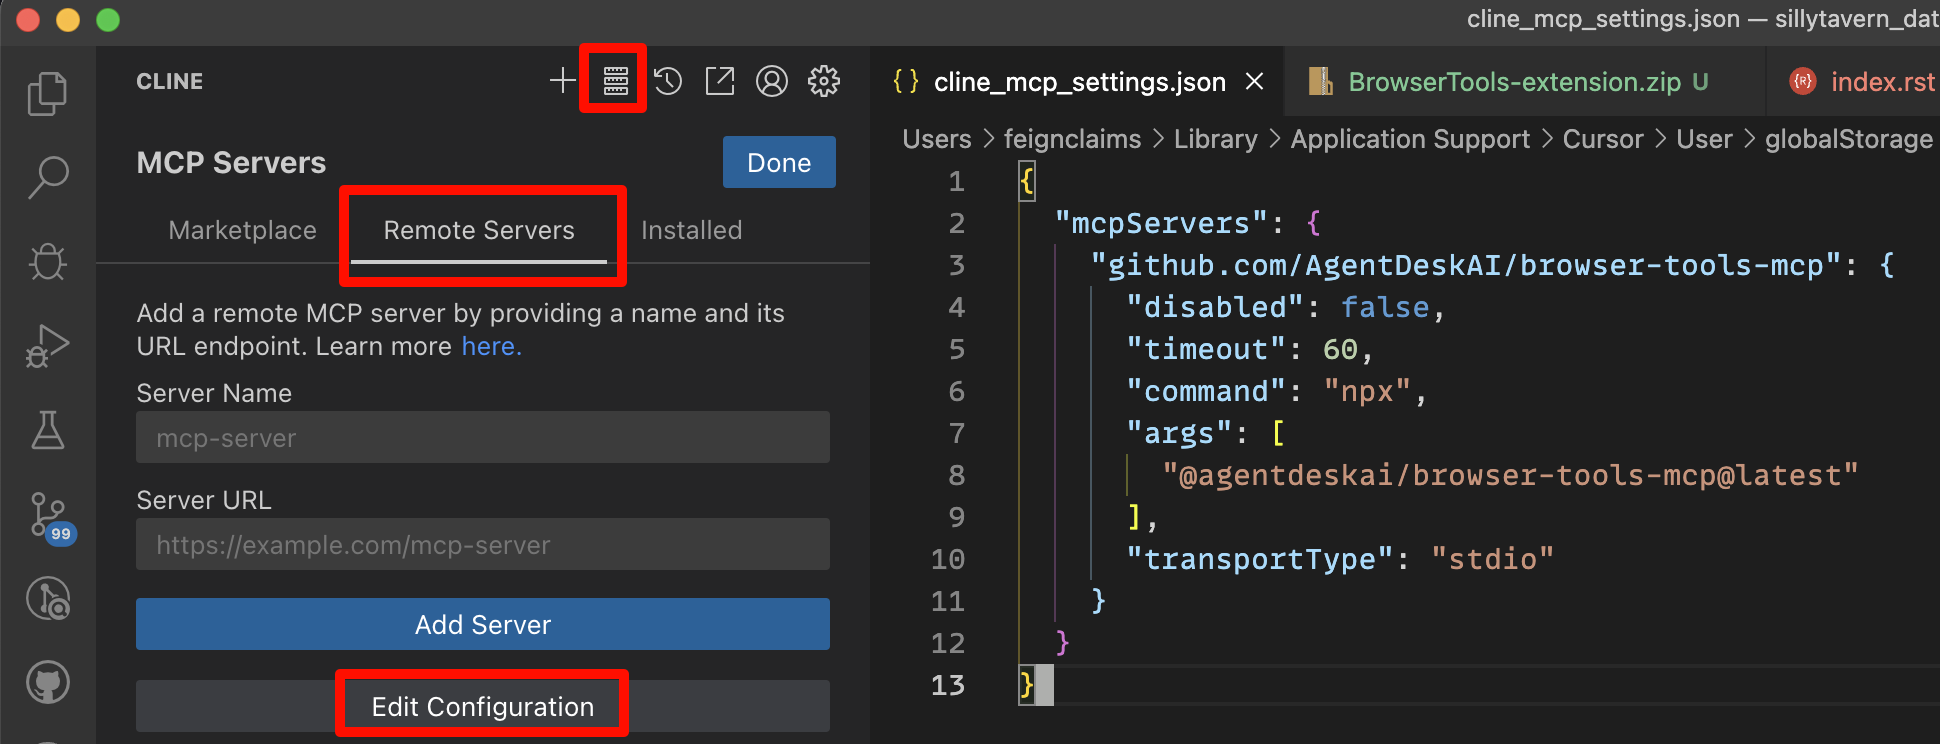 cline_mcp_settings.json — sillytavern_dat
CLINE
MCP Servers
Done
Marketplace
Remote Servers
Installed
Add a remote MCP server by providing a name and its
URL endpoint. Learn more here.
Server Name
mcp-server
Server URL
https://example.com/mcp-server
Add Server
Edit Configuration
99
{} cline_mcp_settings.json
BrowserTools-extension.zip U
{R} index.rst
Users > feignclaims > Library > Application Support > Cursor > User > globalStorage
1 {
2 "mcpServers": {
3 "github.com/AgentDeskAI/browser-tools-mcp": {
4 "disabled": false,
5 "timeout": 60,
6 "command": "npx",
7 "args": [
8 "@agentdeskai/browser-tools-mcp@latest"
9 ],
10 "transportType": "stdio"
11 }
12 }
13 }